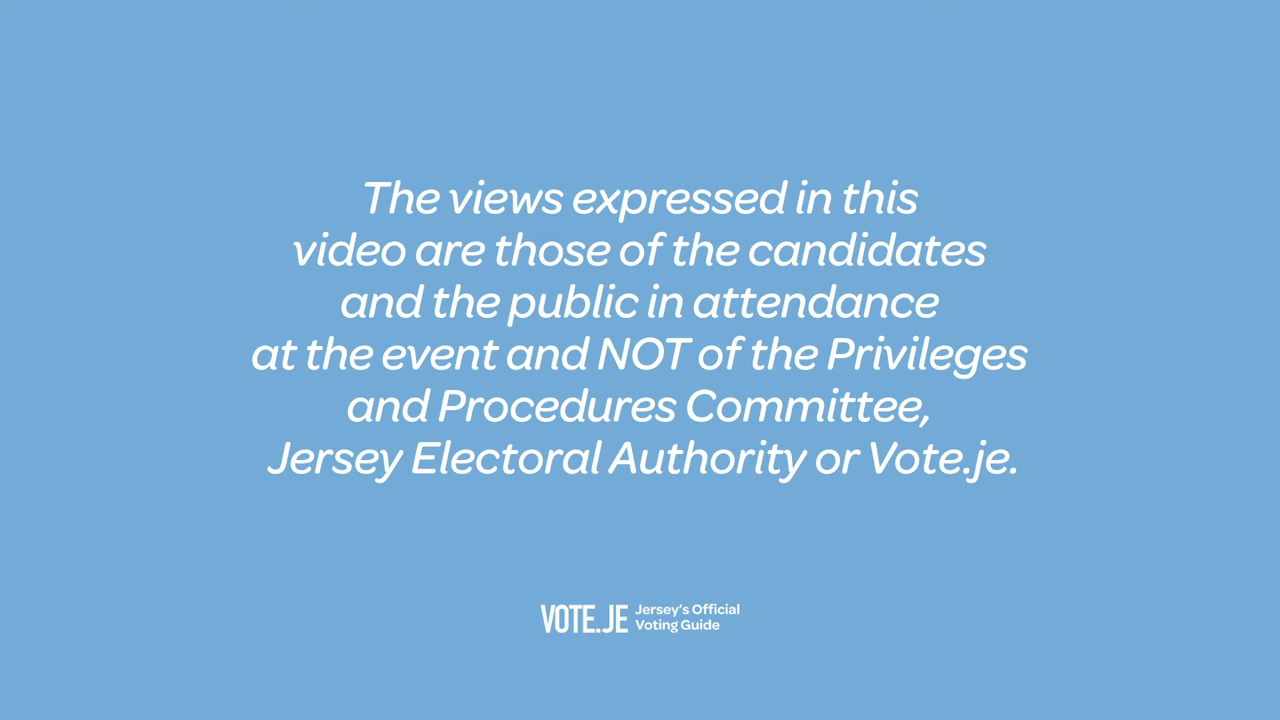 The views expressed in this
video are those of the candidates
and the public in attendance
at the event and NOT of the Privileges
and Procedures Committee,
Jersey Electoral Authority or Vote.je.
VOTE.JE Jersey's Official
Voting Guide